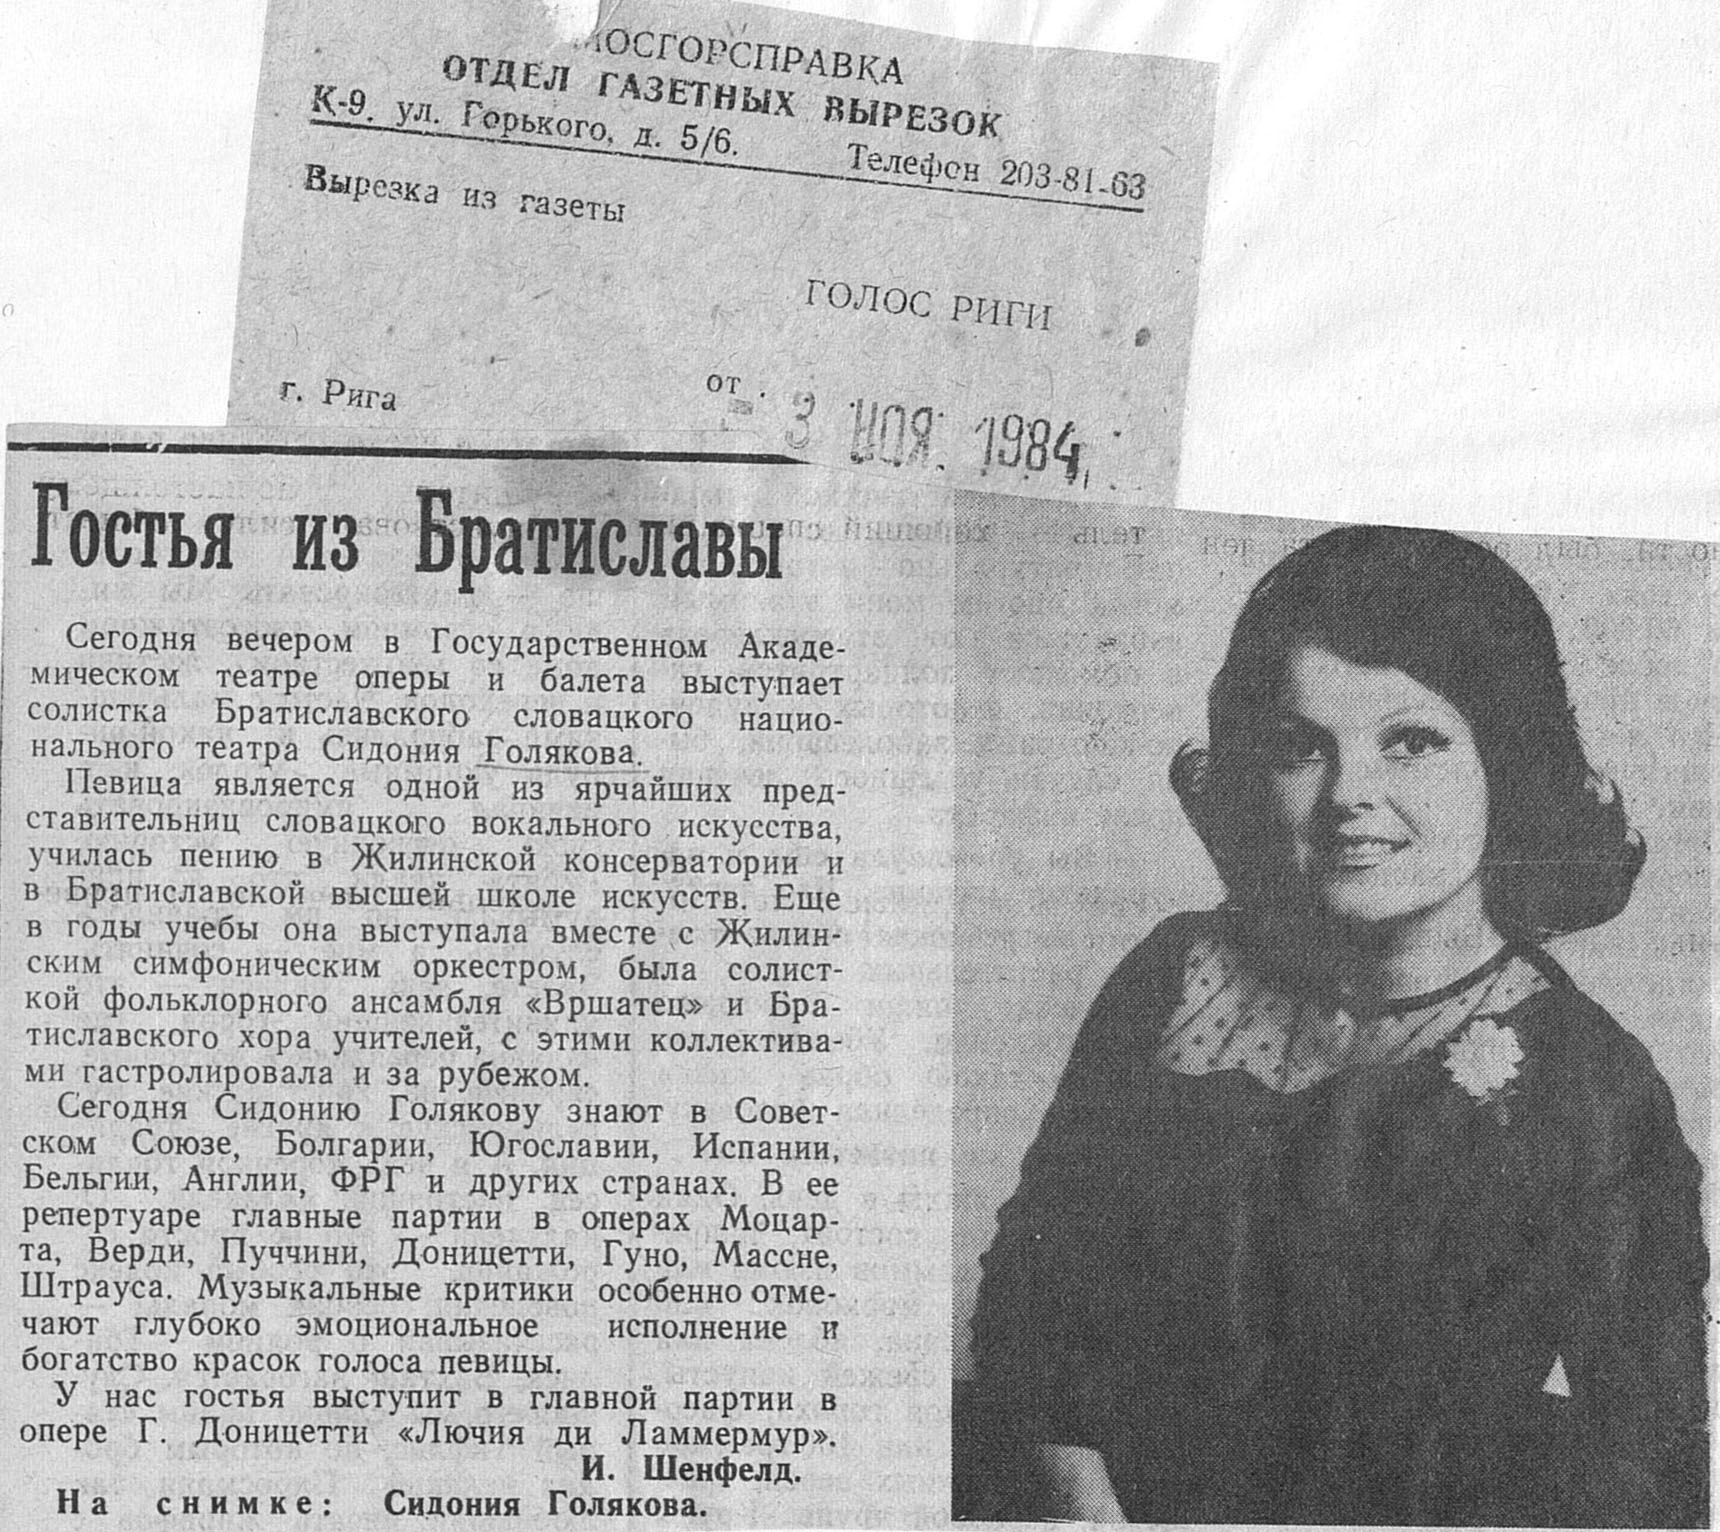 МОСГОРСПРАВКА
ОТДЕЛ ГАЗЕТНЫХ ВЫРЕЗОК
К-9. ул. Горького, д. 5/6. Телефон 203-81-63
Вырезка из газеты
ГОЛОС РИГИ
г. Рига
от
- 3 НОЯ. 1984
Гостья из Братиславы
Сегодня вечером в Государственном Акаде-
мическом театре оперы и балета выступает
солистка Братиславского словацкого нацио-
нального театра Сидония Голякова.
Певица является одной из ярчайших пред-
ставительниц словацкого вокального искусства,
училась пению в Жилинской консерватории и
в Братиславской высшей школе искусств. Еще
в годы учебы она выступала вместе с Жилин-
ским симфоническим оркестром, была солист-
кой фольклорного ансамбля «Вршатец» и Бра-
тиславского хора учителей, с этими коллектива-
ми гастролировала и за рубежом.
Сегодня Сидонию Голякову знают в Совет-
ском Союзе, Болгарии, Югославии, Испании,
Бельгии, Англии, ФРГ и других странах. В ее
репертуаре главные партии в операх Моцар-
та, Верди, Пуччини, Доницетти, Гуно, Массне,
Штрауса. Музыкальные критики особенно отме-
чают глубоко эмоциональное исполнение и
богатство красок голоса певицы.
У нас гостья выступит в главной партии в
опере Г. Доницетти «Лючия ди Ламмермур».
И. Шенфелд.
На снимке: Сидония Голякова.